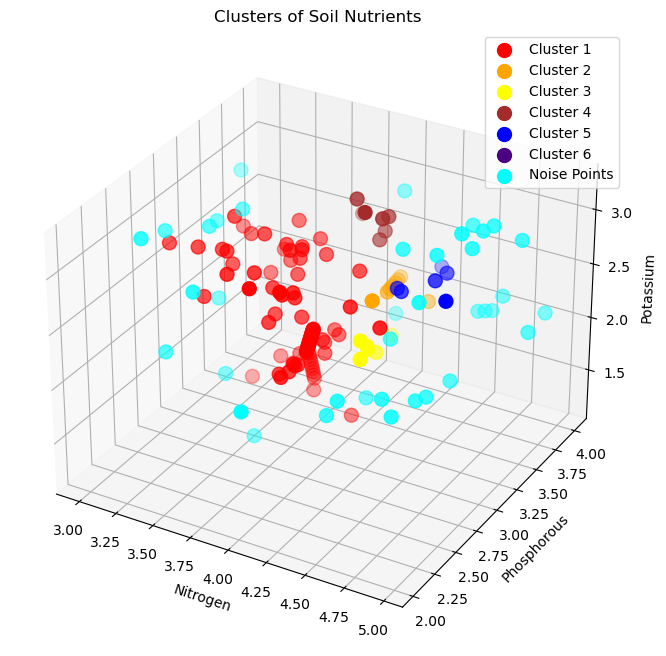 Clusters of Soil Nutrients
Cluster 1
Cluster 2
Cluster 3
Cluster 4
Cluster 5
Cluster 6
Noise Points
3.0
2.5
2.0
1.5
Potassium
4.00
3.75
3.50
3.25
3.00
2.75
2.50
2.25
2.00
Phosphorous
3.00
3.25
3.50
3.75
4.00
4.25
4.50
4.75
5.00
Nitrogen